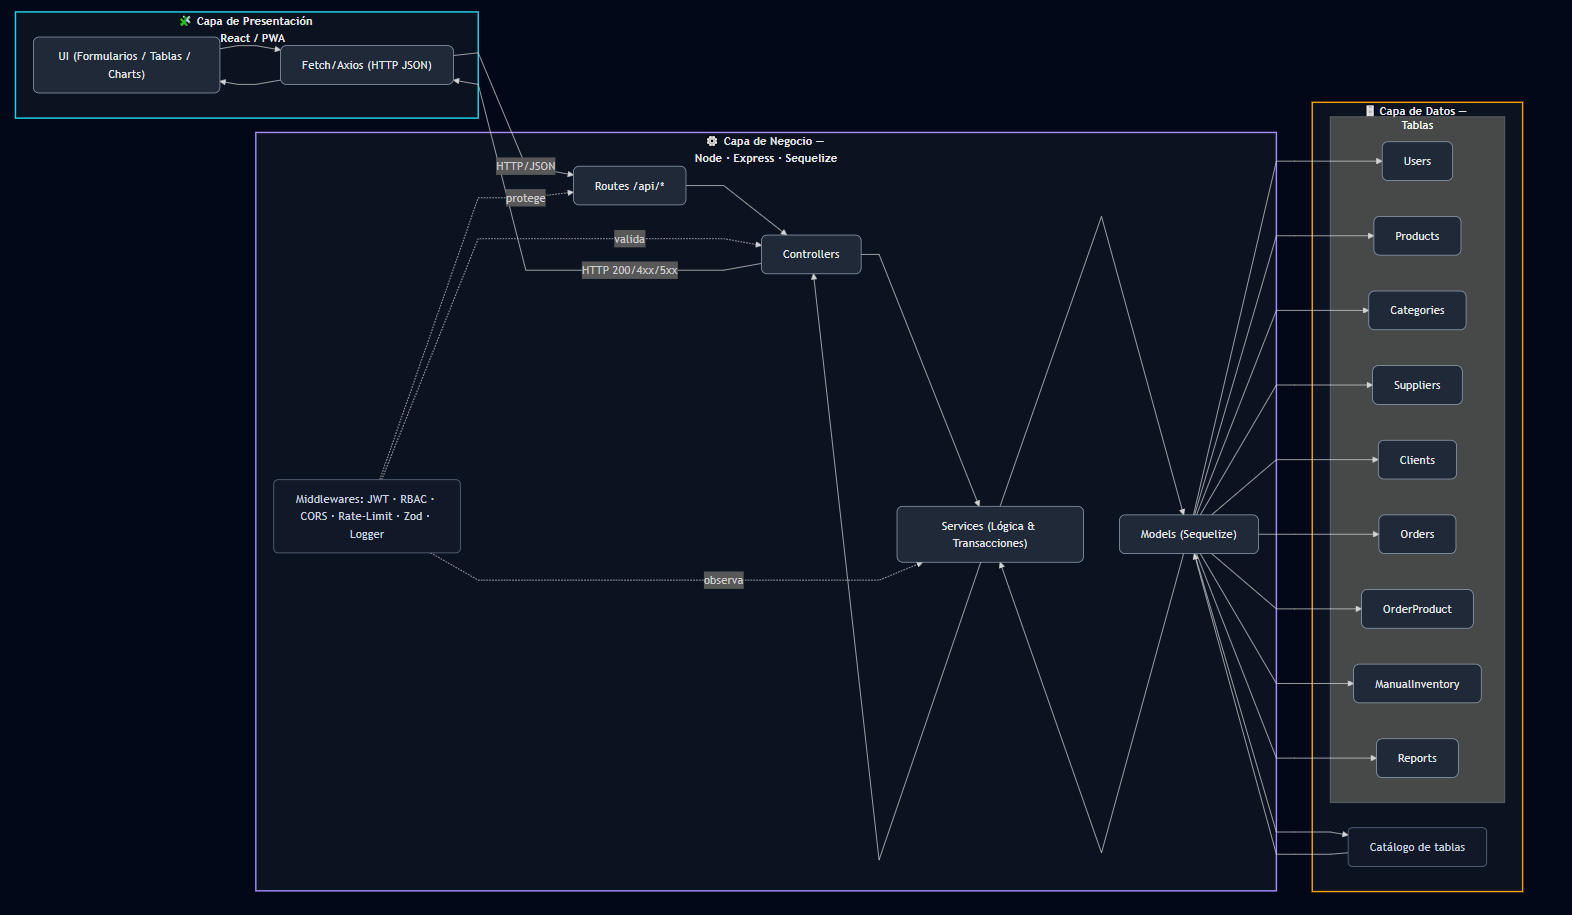 🧩 Capa de Presentación
React / PWA
UI (Formularios / Tablas /
Charts)
Fetch/Axios (HTTP JSON)
⚙ Capa de Negocio —
Node · Express · Sequelize
HTTP/JSON
Routes /api/*
protege
valida
Controllers
HTTP 200/4xx/5xx
Middlewares: JWT · RBAC ·
CORS · Rate-Limit · Zod ·
Logger
Services (Lógica &
Transacciones)
Models (Sequelize)
observa
🗄 Capa de Datos —
Tablas
Users
Products
Categories
Suppliers
Clients
Orders
OrderProduct
ManualInventory
Reports
Catálogo de tablas